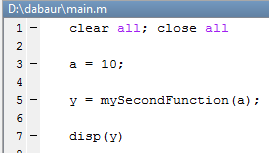 D:\dabaur\main.m
1 – clear all; close all
2
3 – a = 10;
4
5 – y = mySecondFunction(a);
6
7 – disp(y)